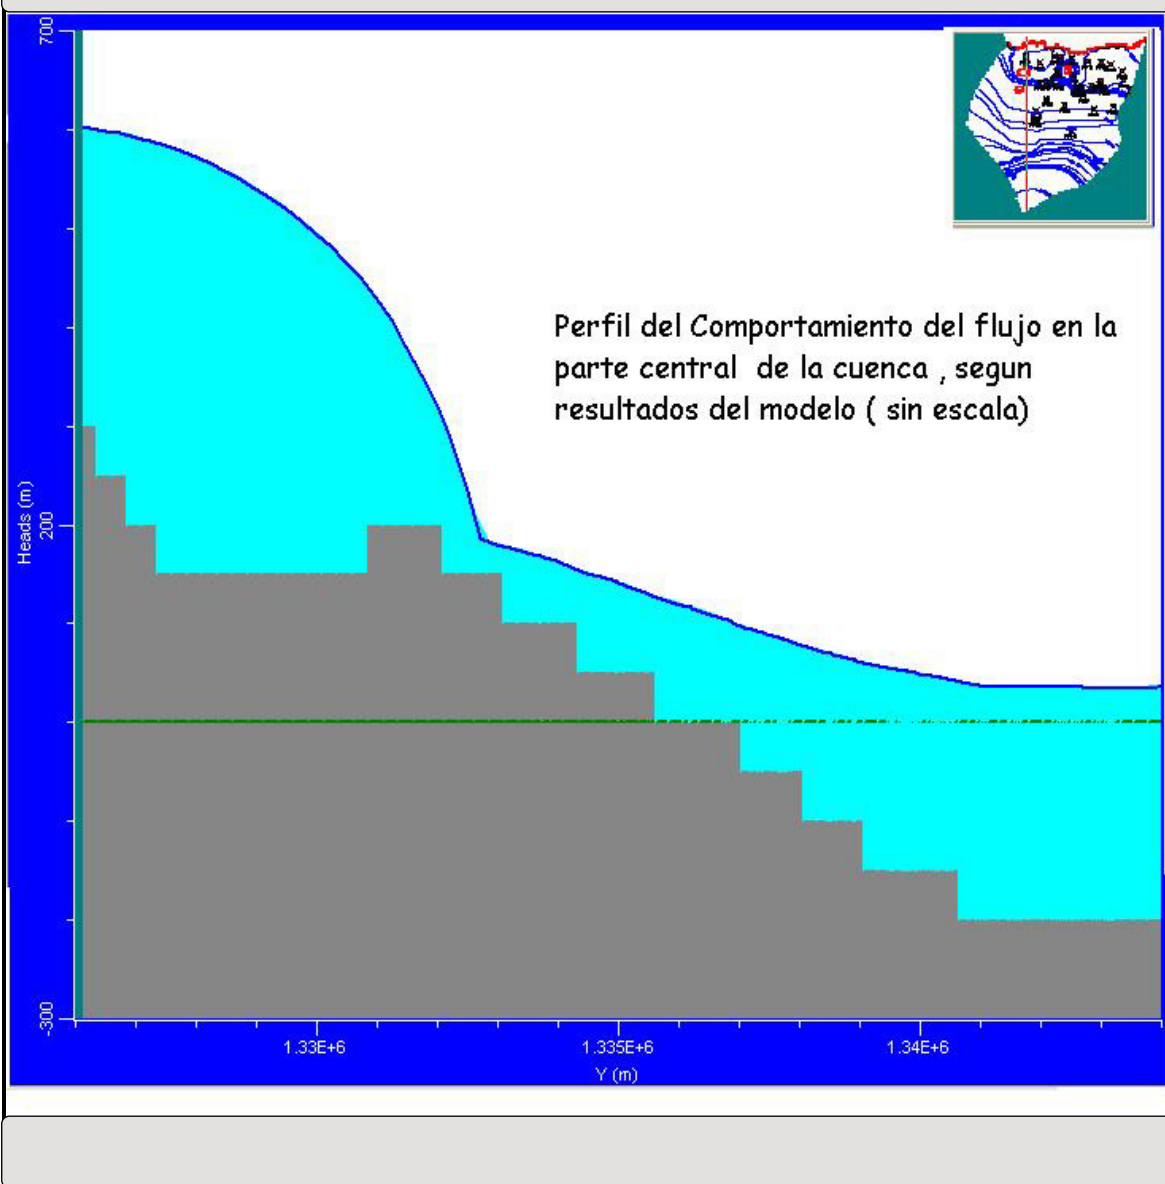 700
Perfil del Comportamiento del flujo en la
parte central de la cuenca , segun
resultados del modelo ( sin escala)
Heads (m)
200
-300
1.33E+6
1.335E+6
1.34E+6
Y (m)